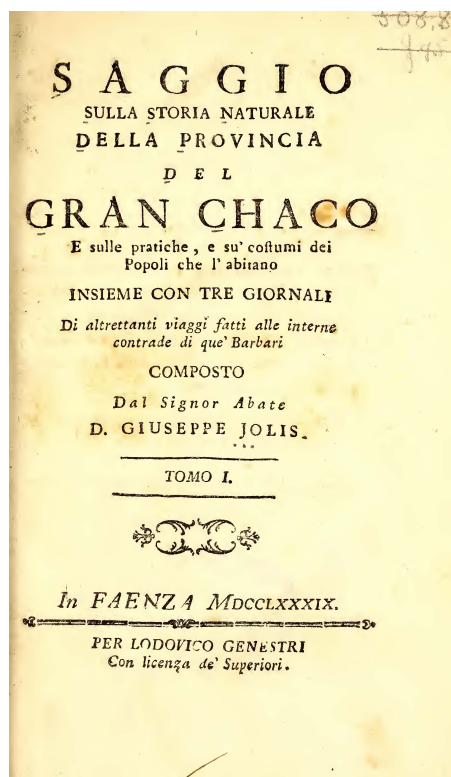 508,8
S A G G I O
SULLA STORIA NATURALE
DELLA PROVINCIA
D E L
GRAN CHACO
E sulle pratiche, e su' coſtumi dei
Popoli che l' abitano
INSIEME CON TRE GIORNALI
Di altrettanti viaggi fatti alle interne
contrade di que' Barbari
COMPOSTO
Dal Signor Abate
D. GIUSEPPE JOLIS.
TOMO I.
In FAENZA MDCCLXXXIX.
PER LODOVICO GENESTRI
Con licenza de' Superiori.